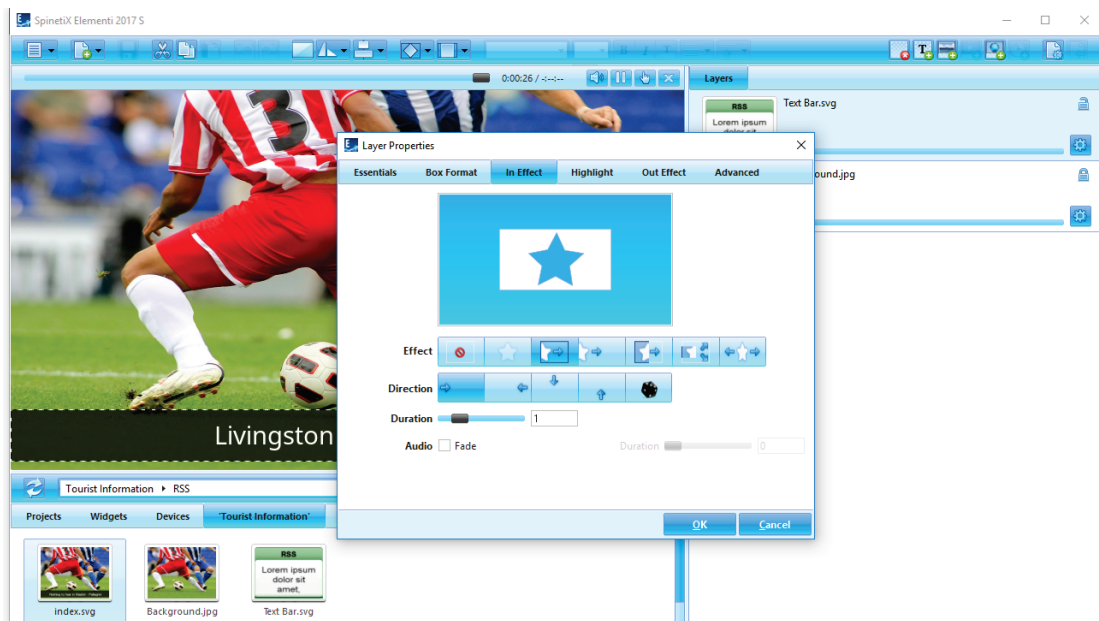 SpinetiX Elementi 2017 S
B I T
T
0:00:26 / -:--:--
Layers
RSS
Lorem ipsum
dolor sit
Text Bar.svg
ound.jpg
3
Layer Properties
Essentials Box Format In Effect Highlight Out Effect Advanced
Effect
Direction
Duration 1
Audio Fade Duration 0
OK Cancel
Livingston
Tourist Information ▸ RSS
Projects Widgets Devices 'Tourist Information'
RSS
Lorem ipsum
dolor sit
amet,
index.svg Background.jpg Text Bar.svg